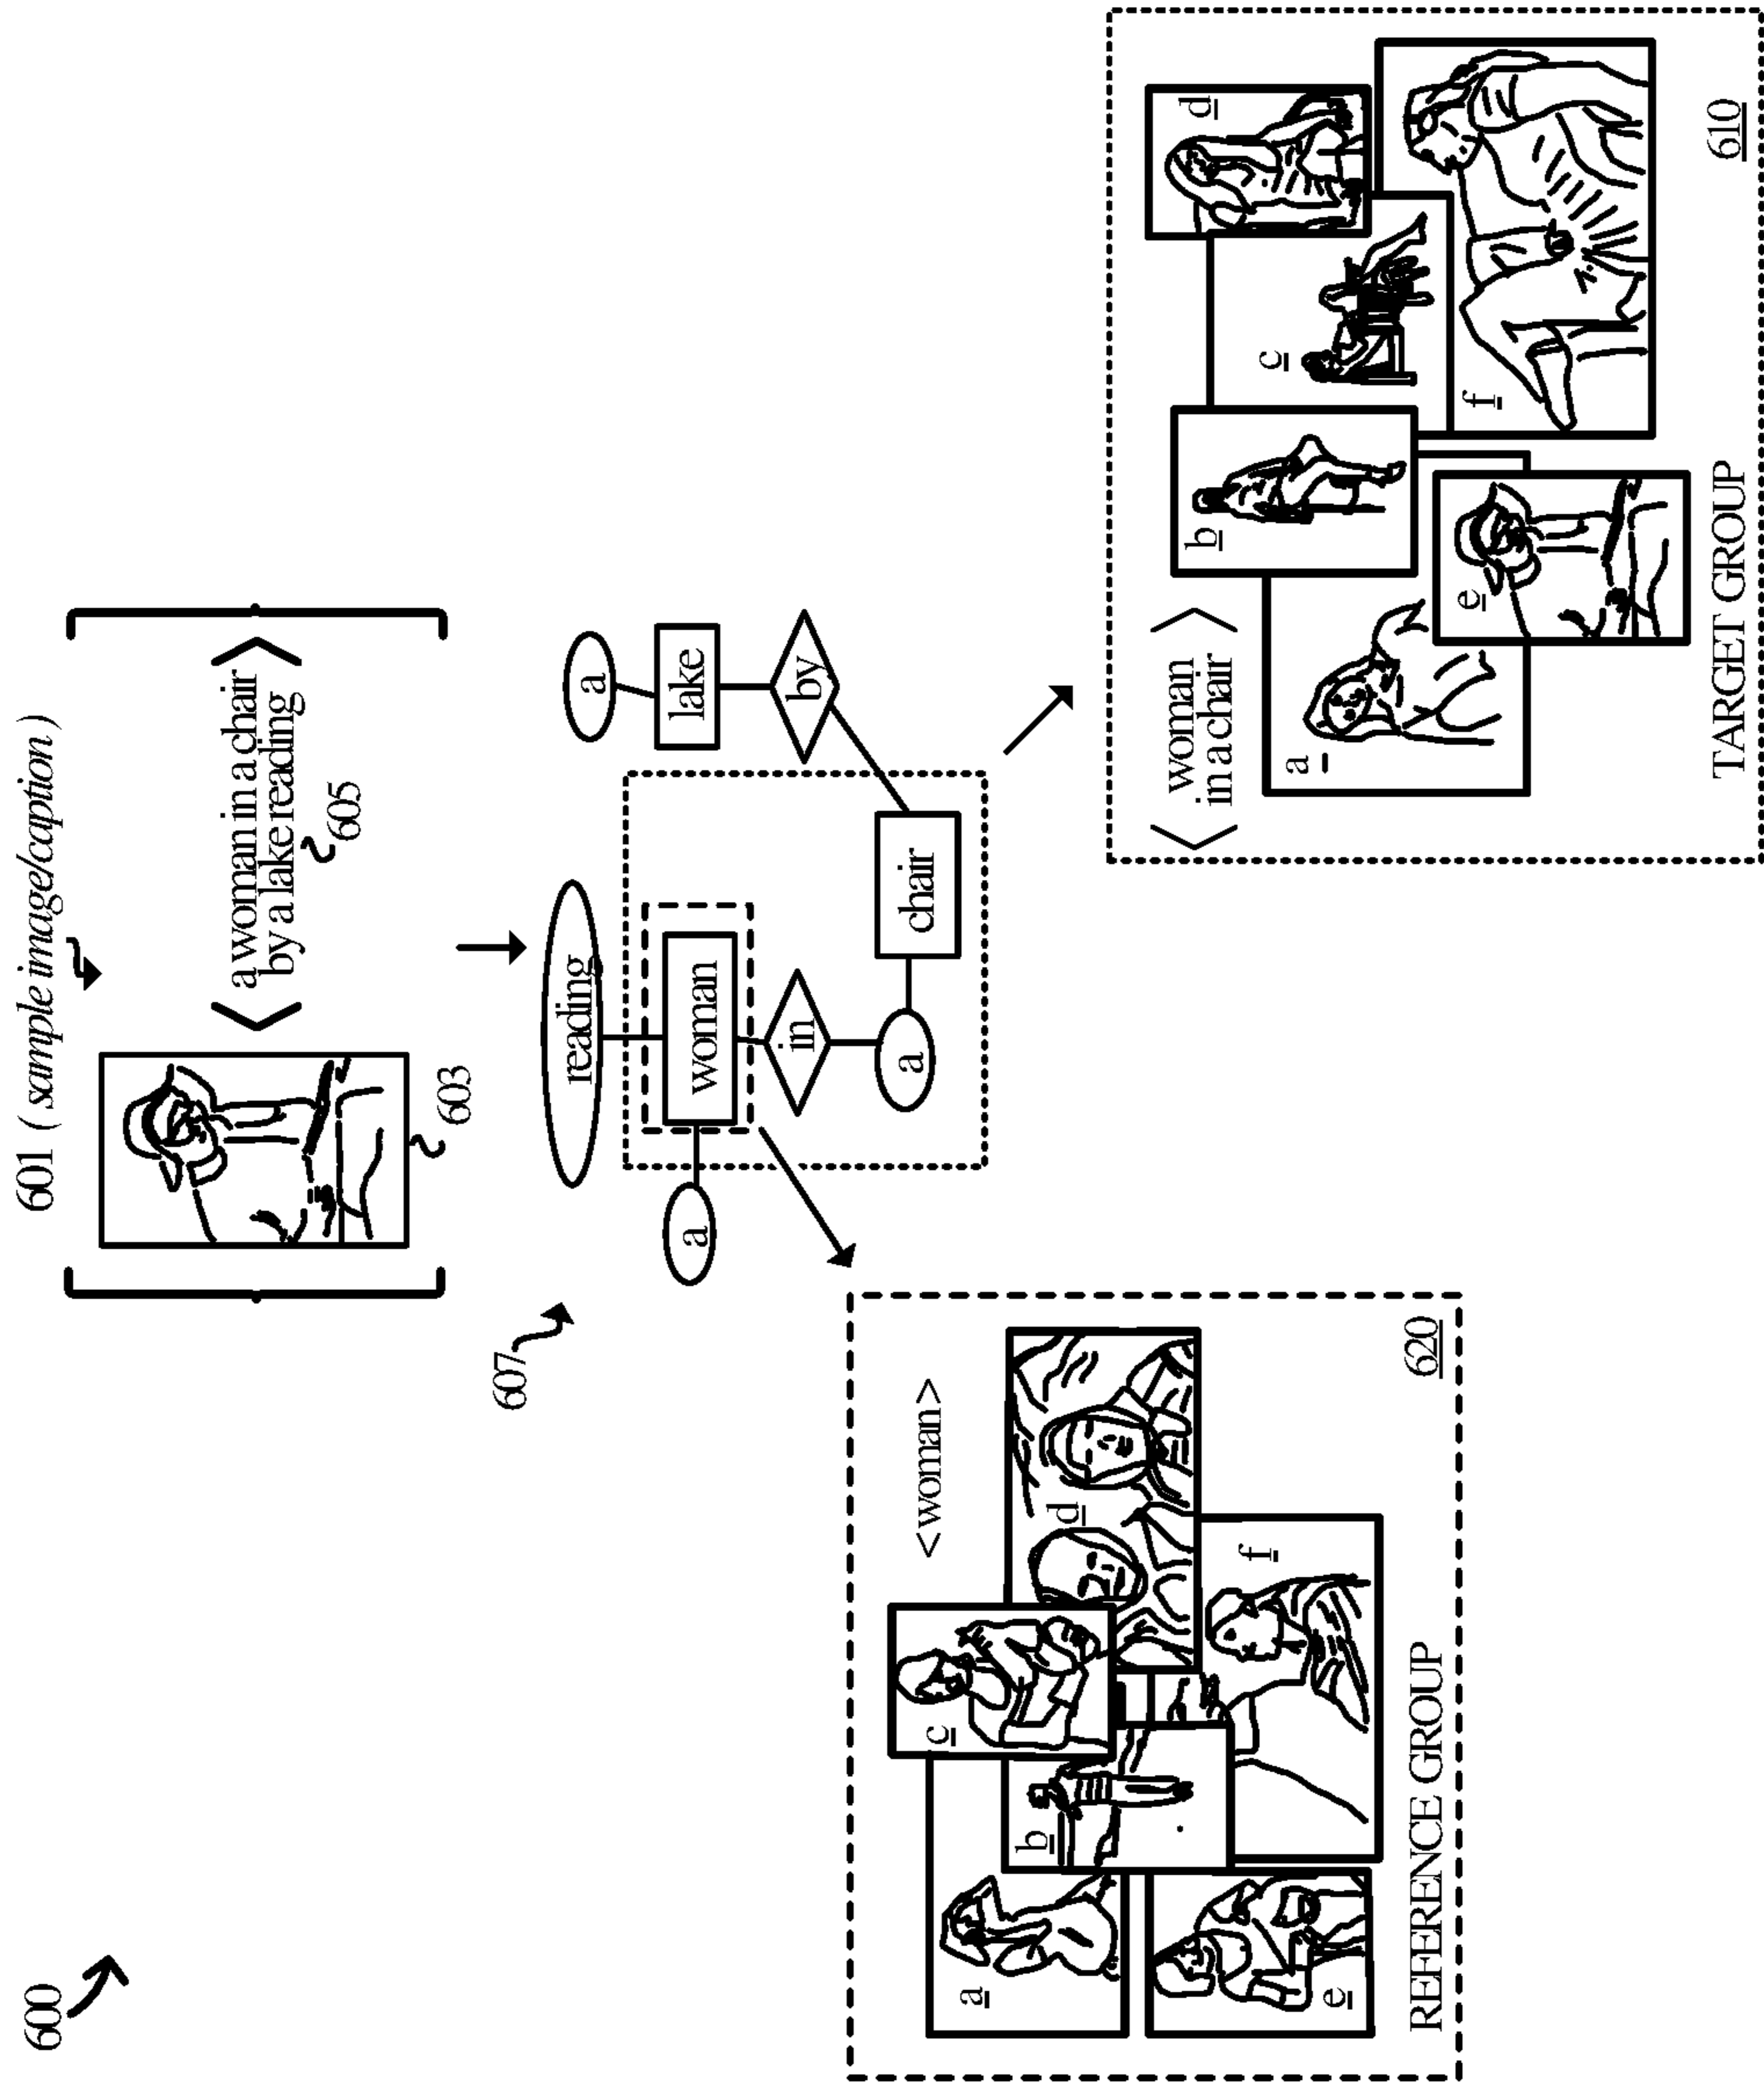 600
601 ( sample image/caption )
< a woman in a chair
by a lake reading >
603
605
607
reading
a
woman
in
a
chair
by
lake
a
<woman>
a
b
c
d
e
f
REFERENCE GROUP
620
< woman
in a chair >
a
b
c
d
e
f
TARGET GROUP
610